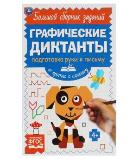 Большой сборник заданий
ГРАФИЧЕСКИЕ
ДИКТАНТЫ
подготовка руки к письму
4+
ФГОС